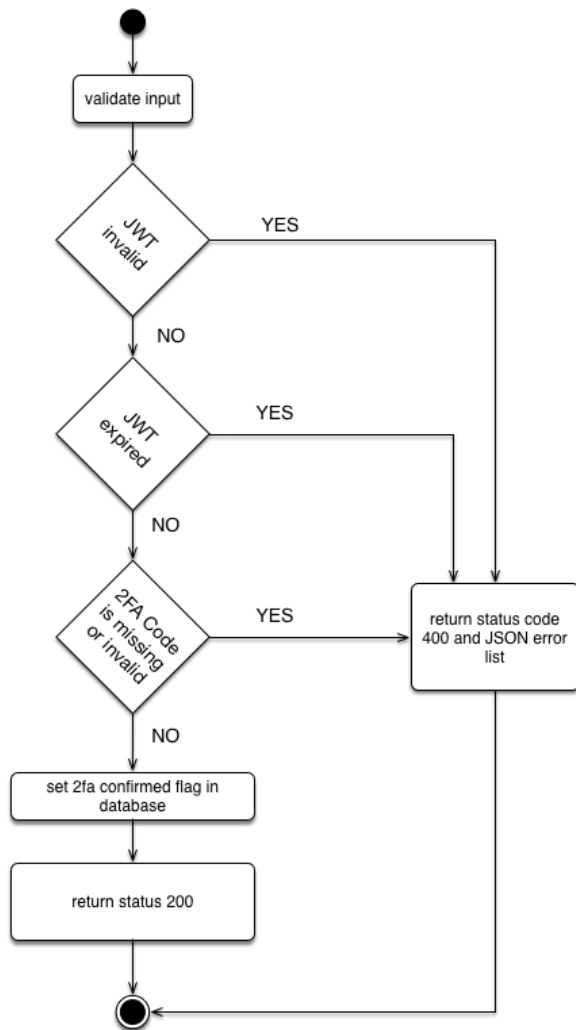 validate input
JWT
invalid
YES
NO
JWT
expired
YES
NO
2FA Code
is missing
or invalid
YES
return status code
400 and JSON error
list
NO
set 2fa confirmed flag in
database
return status 200